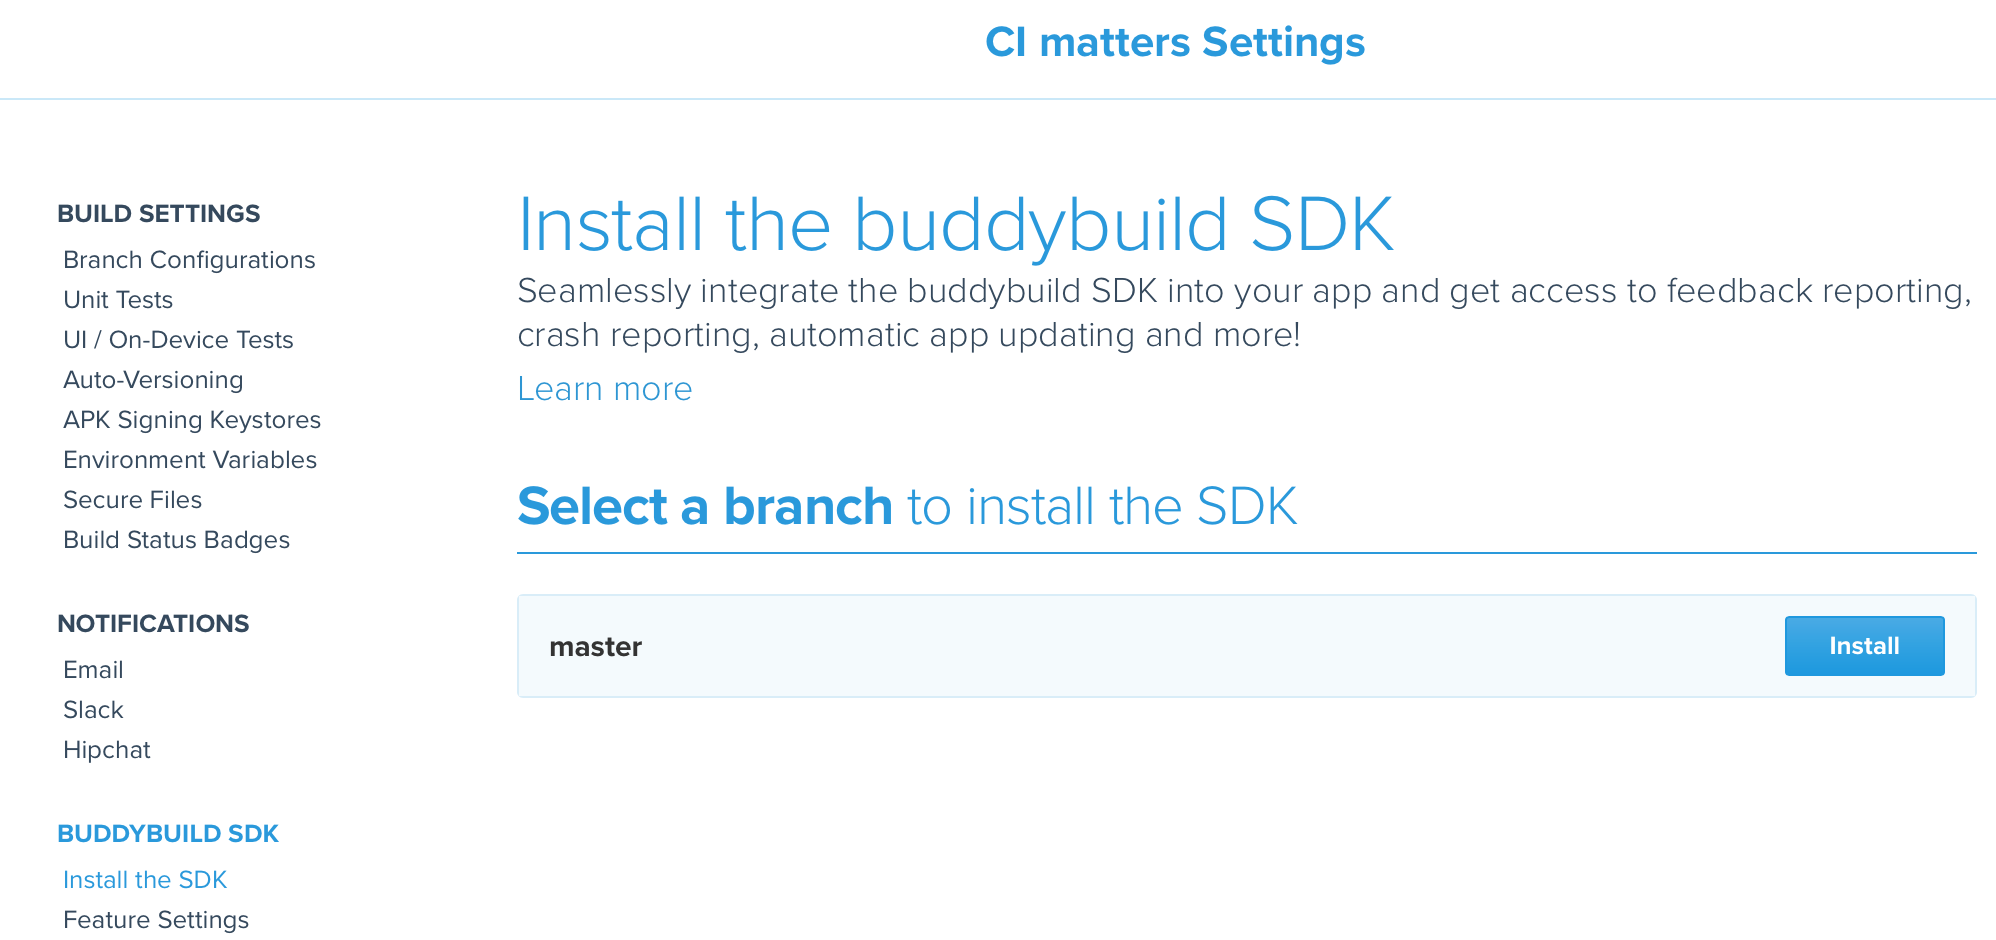 CI matters Settings
BUILD SETTINGS
Branch Configurations
Unit Tests
UI / On-Device Tests
Auto-Versioning
APK Signing Keystores
Environment Variables
Secure Files
Build Status Badges
NOTIFICATIONS
Email
Slack
Hipchat
BUDDYBUILD SDK
Install the SDK
Feature Settings
Install the buddybuild SDK
Seamlessly integrate the buddybuild SDK into your app and get access to feedback reporting,
crash reporting, automatic app updating and more!
Learn more
Select a branch to install the SDK
master
Install